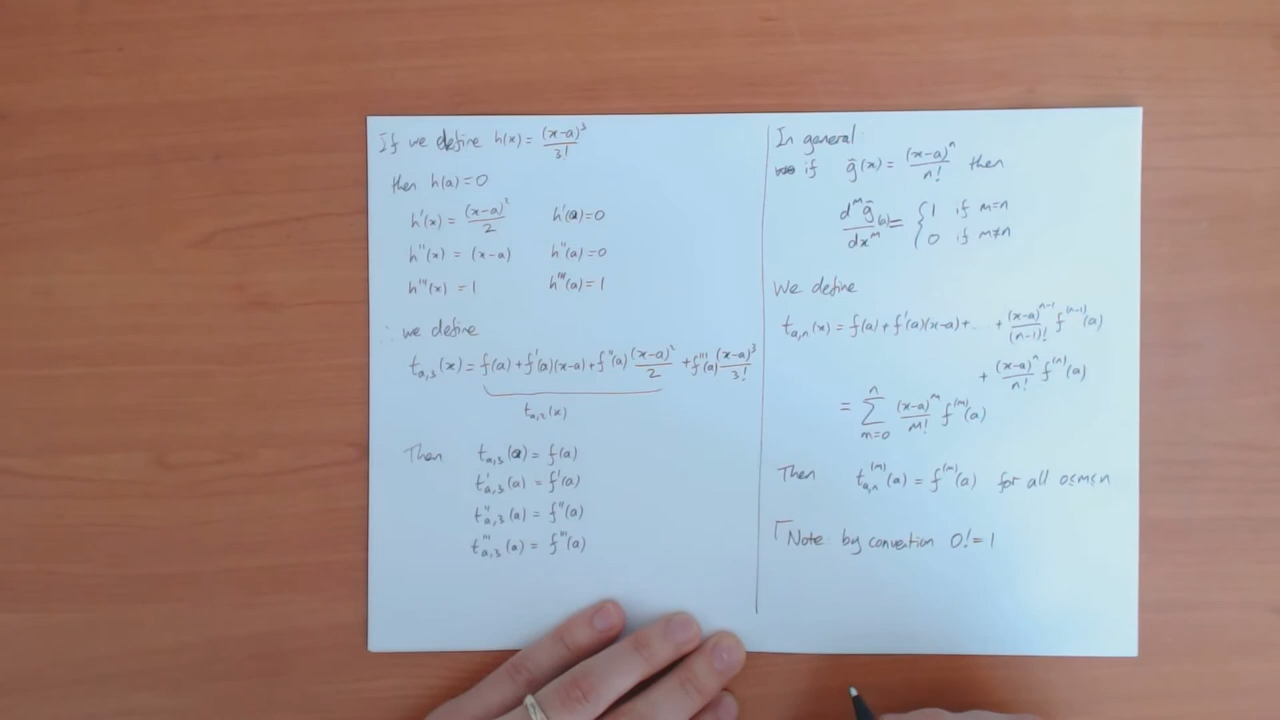 If we define h(x) = (x-a)³/3!
then h(a)=0
h'(x) = (x-a)²/2 h'(a)=0
h''(x) = (x-a) h''(a)=0
h'''(x) = 1 h'''(a)=1
∴ we define
t_{a,3}(x) = f(a)+f'(a)(x-a)+f''(a)(x-a)²/2 + f'''(a)(x-a)³/3!
t_{a,2}(x)
Then t_{a,3}(a) = f(a)
t'_{a,3}(a) = f'(a)
t''_{a,3}(a) = f''(a)
t'''_{a,3}(a) = f'''(a)
In general
if g̃(x) = (x-a)ⁿ/n! then
d^m g̃/dx^m (a) = { 1 if m=n
0 if m≠n
We define
t_{a,n}(x) = f(a)+f'(a)(x-a)+... + (x-a)^{n-1}/(n-1)! f^{(n-1)}(a)
+ (x-a)^n/n! f^{(n)}(a)
= Σ_{m=0}^{n} (x-a)^m/m! f^{(m)}(a)
Then t_{a,n}^{(m)}(a) = f^{(m)}(a) for all 0≤m≤n
Note: by convention 0! = 1